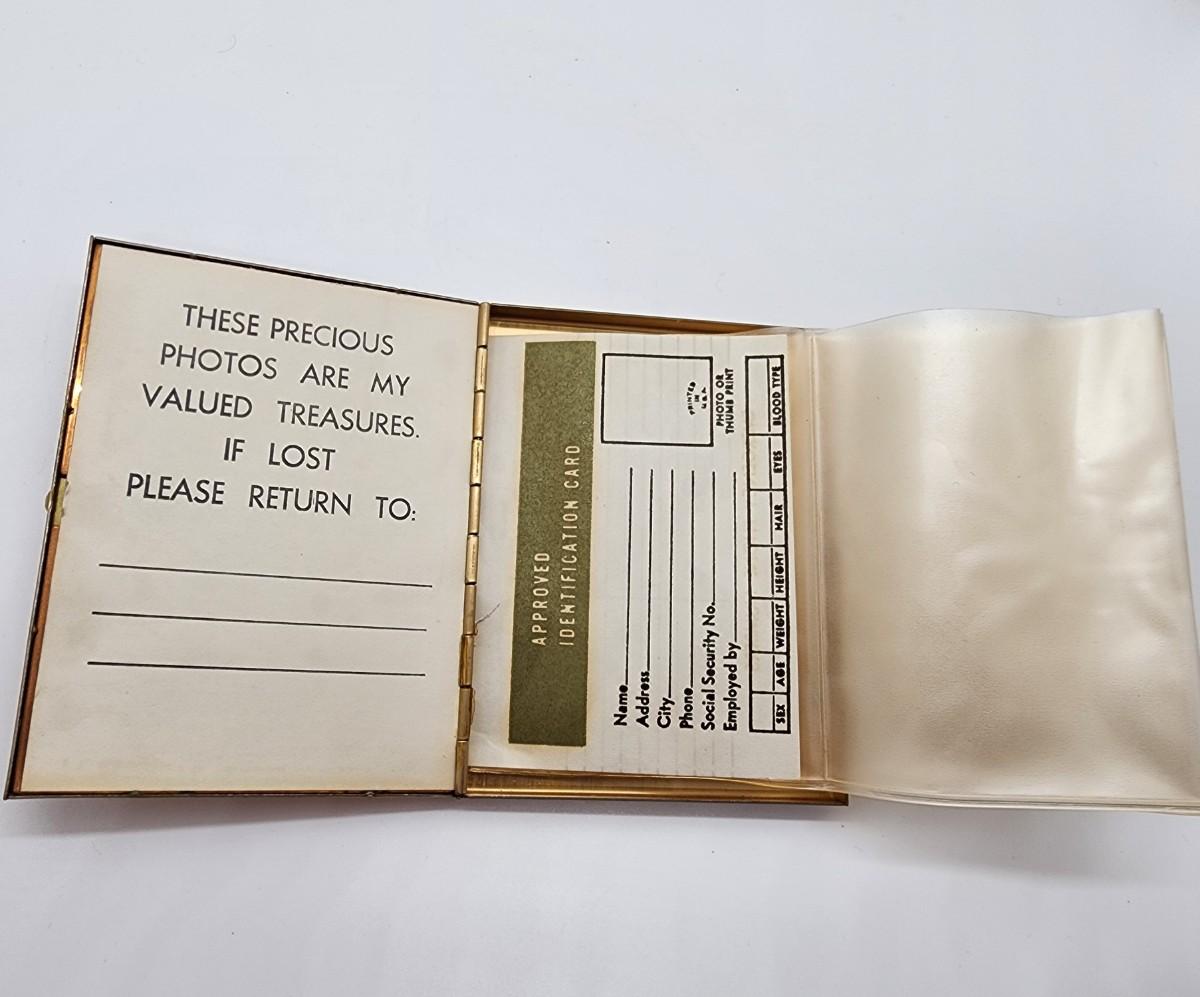 THESE PRECIOUS
PHOTOS ARE MY
VALUED TREASURES.
IF LOST
PLEASE RETURN TO:
APPROVED
IDENTIFICATION CARD
PRINTED
IN
U.S.A.
PHOTO OR
THUMB PRINT
Name
Address
City
Phone
Social Security No.
Employed by
SEX AGE WEIGHT HEIGHT HAIR EYES BLOOD TYPE